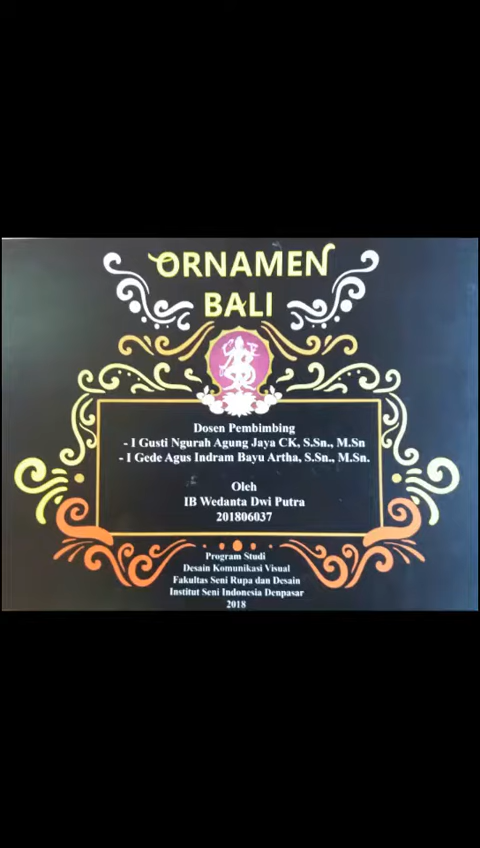 ORNAMEN
BALI
Dosen Pembimbing
- I Gusti Ngurah Agung Jaya CK, S.Sn., M.Sn
- I Gede Agus Indram Bayu Artha, S.Sn., M.Sn.
Oleh
IB Wedanta Dwi Putra
201806037
Program Studi
Desain Komunikasi Visual
Fakultas Seni Rupa dan Desain
Institut Seni Indonesia Denpasar
2018